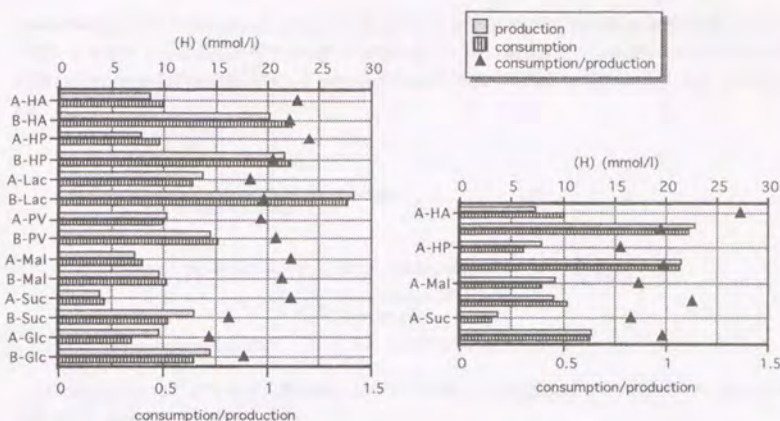 production
consumption
consumption/production
(H) (mmol/l)
0 5 10 15 20 25 30
A-HA
B-HA
A-HP
B-HP
A-Lac
B-Lac
A-PV
B-PV
A-Mal
B-Mal
A-Suc
B-Suc
A-Glc
B-Glc
0 0.5 1 1.5
consumption/production
(H) (mmol/l)
0 5 10 15 20 25 30
A-HA
A-HP
A-Mal
A-Suc
0 0.5 1 1.5
consumption/production